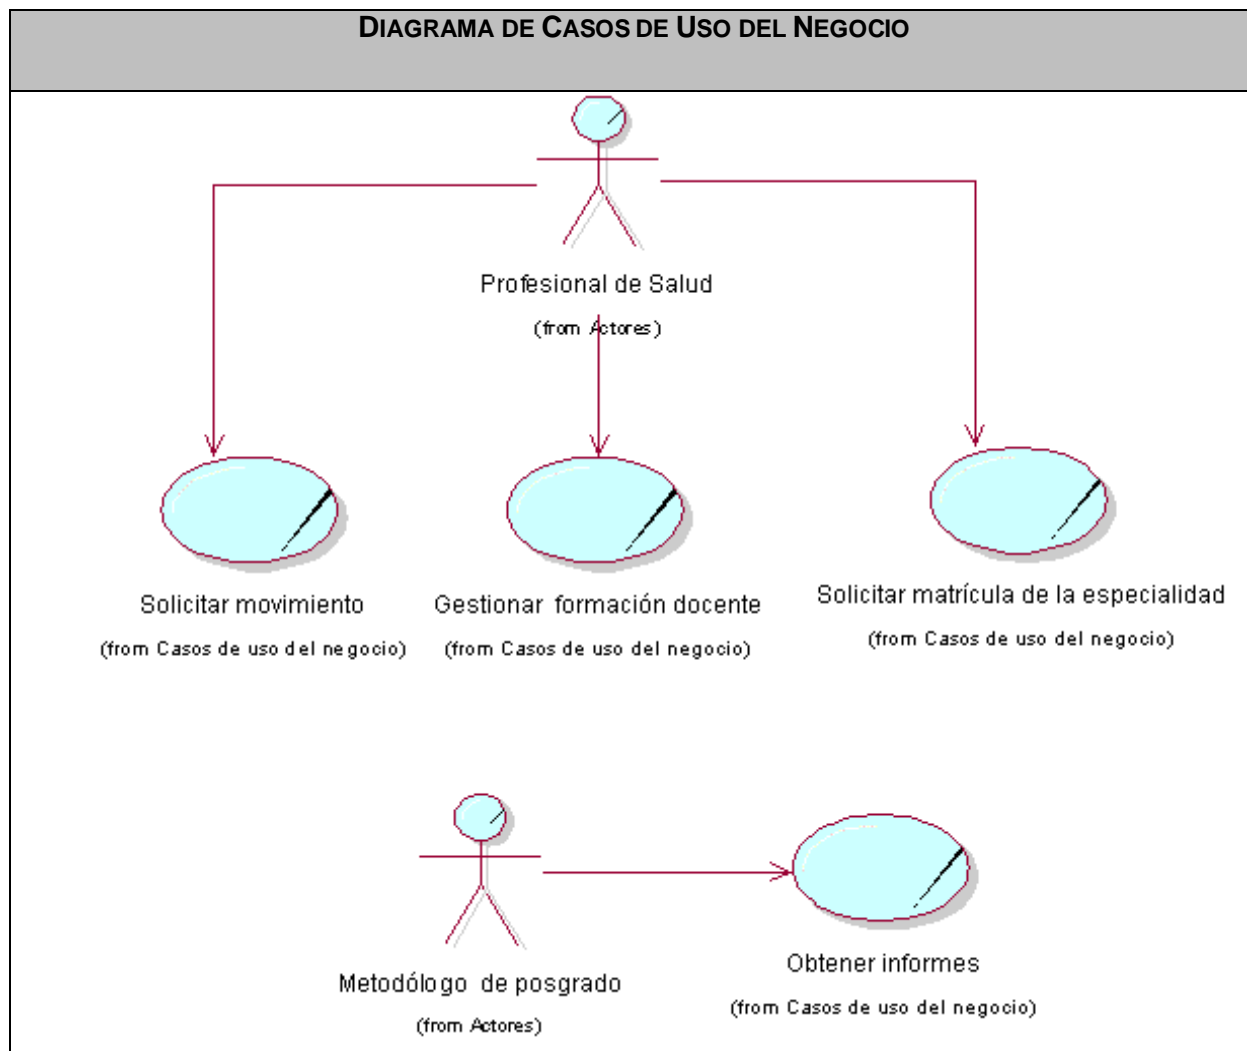 DIAGRAMA DE CASOS DE USO DEL NEGOCIO
Profesional de Salud
(from Actores)
Solicitar movimiento
(from Casos de uso del negocio)
Gestionar formación docente
(from Casos de uso del negocio)
Solicitar matrícula de la especialidad
(from Casos de uso del negocio)
Metodólogo de posgrado
(from Actores)
Obtener informes
(from Casos de uso del negocio)